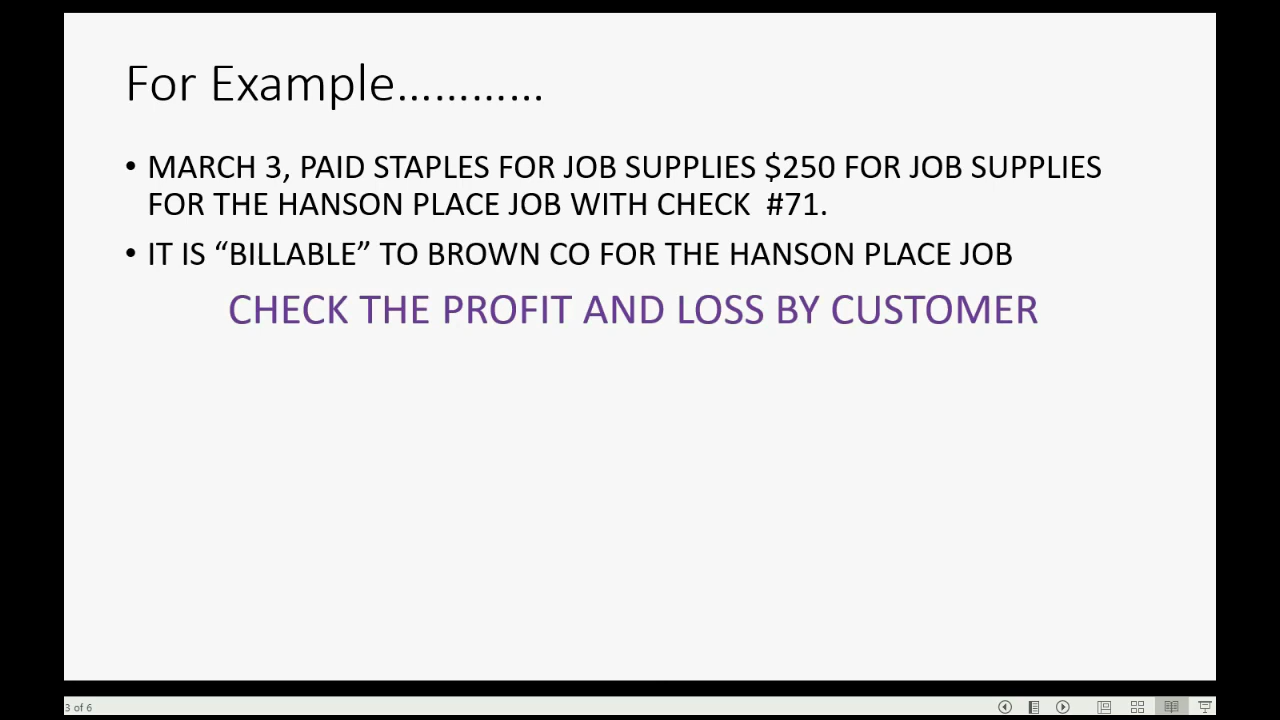 For Example…………
• MARCH 3, PAID STAPLES FOR JOB SUPPLIES $250 FOR JOB SUPPLIES
FOR THE HANSON PLACE JOB WITH CHECK  #71.
• IT IS “BILLABLE” TO BROWN CO FOR THE HANSON PLACE JOB
CHECK THE PROFIT AND LOSS BY CUSTOMER
3 of 6